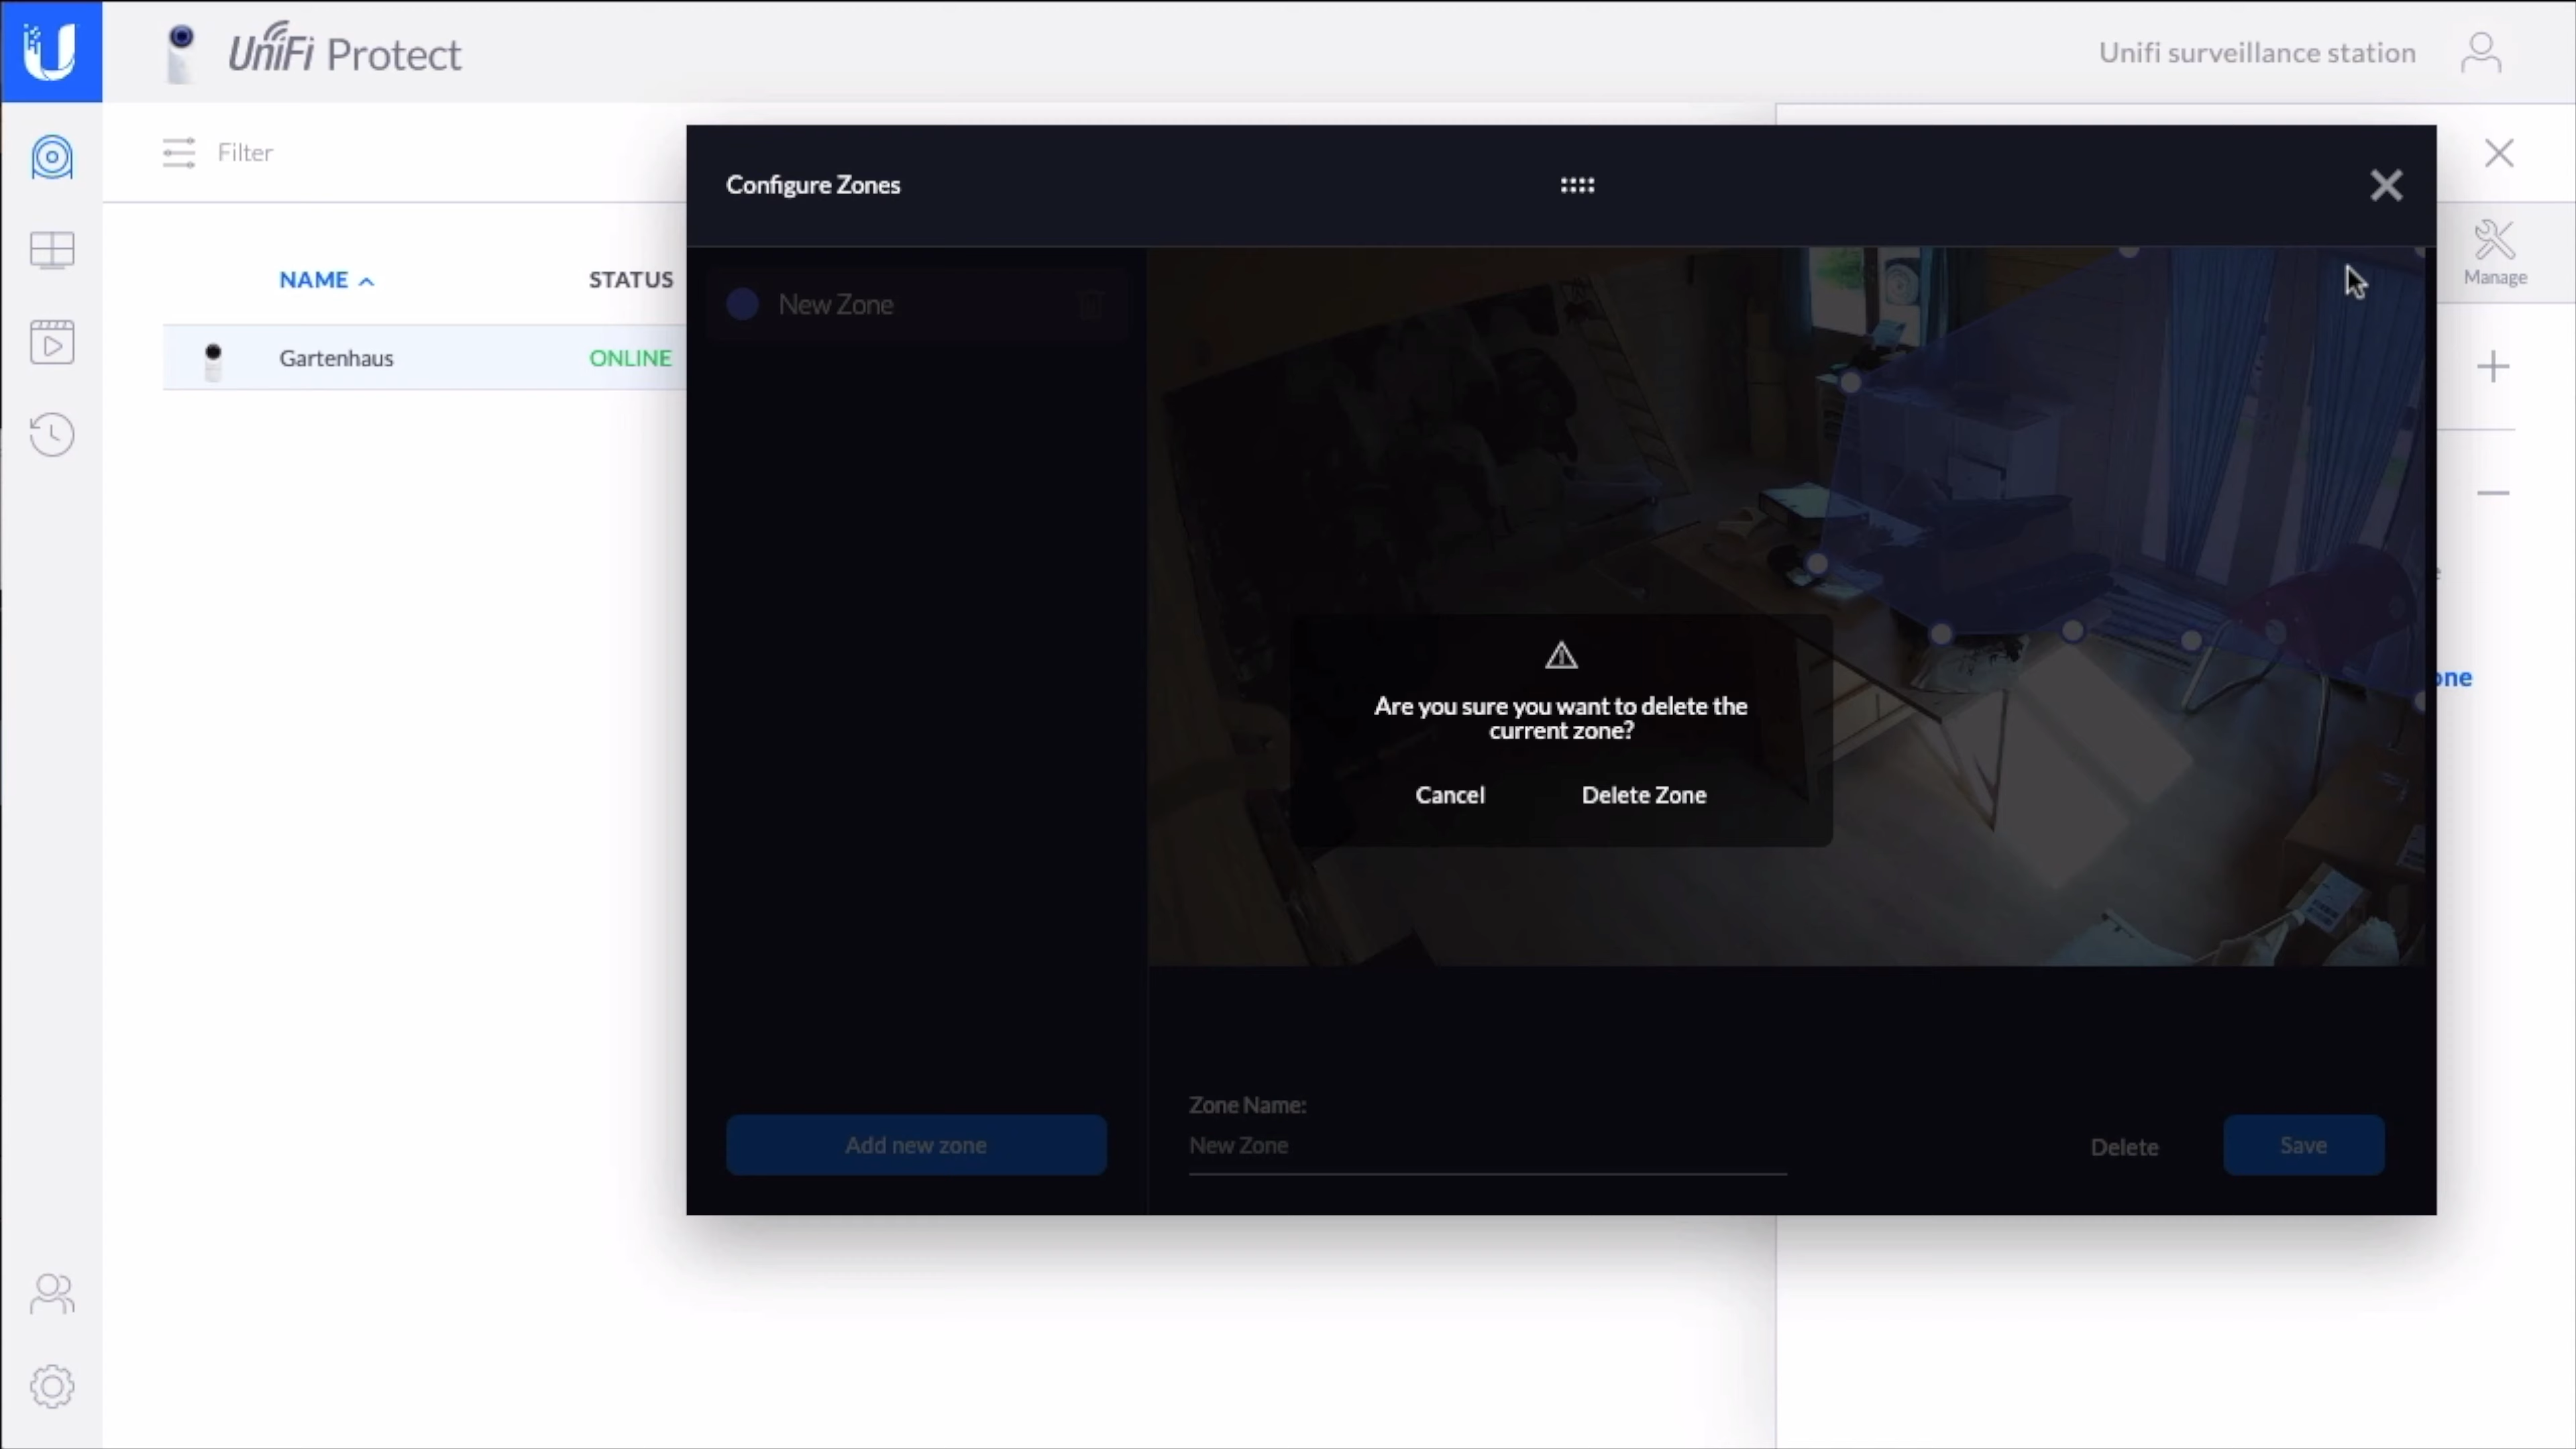 UniFi Protect
Unifi surveillance station
Filter
Configure Zones
Manage
NAME
STATUS
New Zone
Gartenhaus
ONLINE
Are you sure you want to delete the
current zone?
Cancel
Delete Zone
Zone Name:
New Zone
Add new zone
Delete
Save